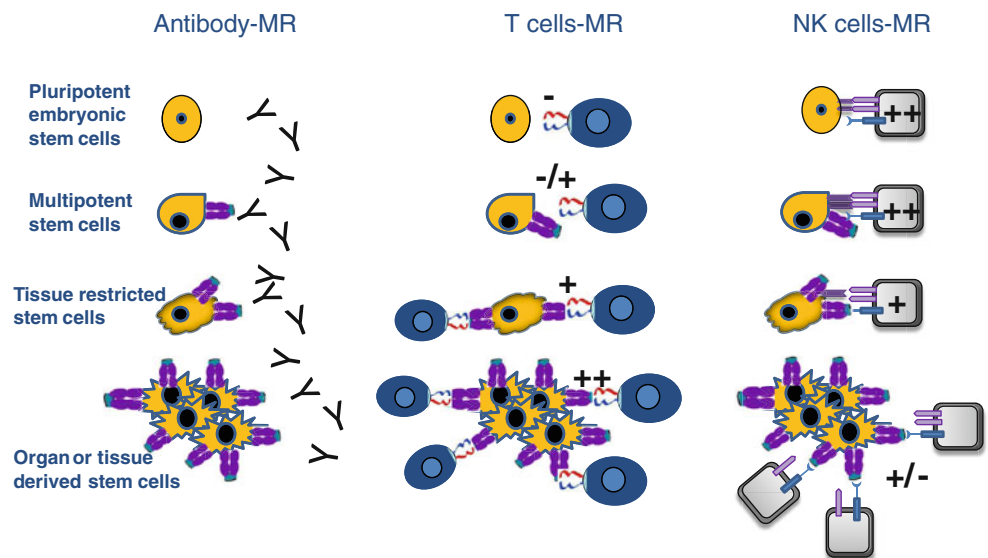 Antibody-MR
T cells-MR
NK cells-MR
Pluripotent
embryonic
stem cells
-
++
Multipotent
stem cells
-/+
++
Tissue restricted
stem cells
+
+
++
Organ or tissue
derived stem cells
+/-